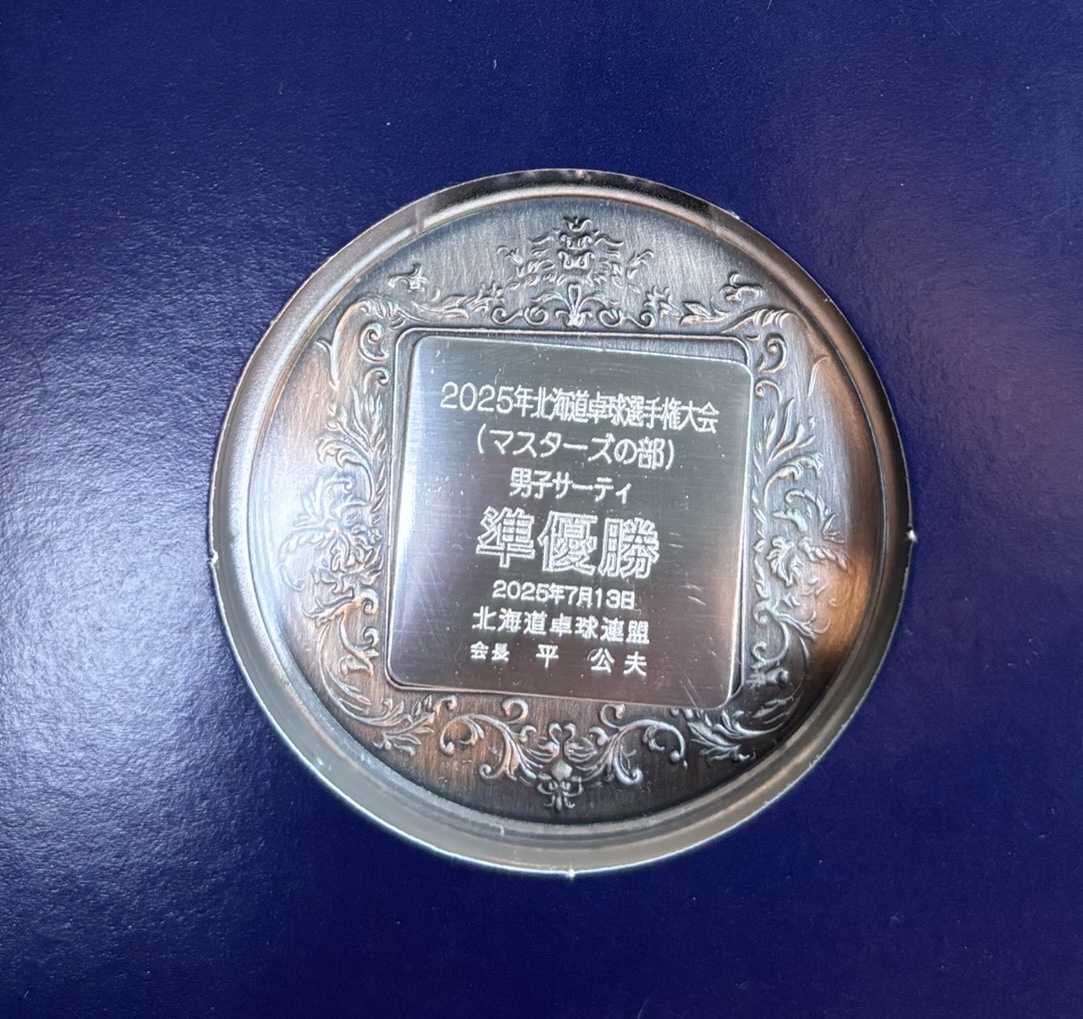 2025年北海道卓球選手権大会
（マスターズの部）
男子サーティ
準優勝
2025年7月13日
北海道卓球連盟
会長 平 公夫